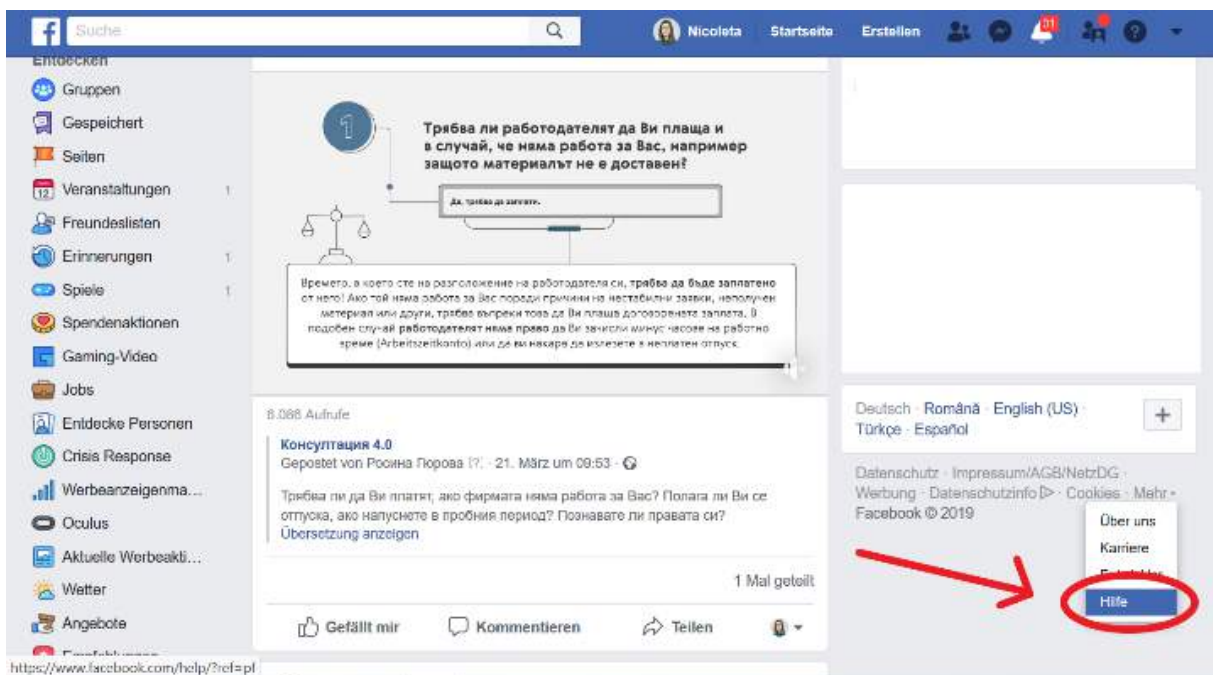 Suche
Nicoleta
Startseite
Erstellen
31
Entdecken
Gruppen
Gespeichert
Seiten
12
Veranstaltungen 1
Freundeslisten
Erinnerungen 1
Spiele 1
Spendenaktionen
Gaming-Video
Jobs
Entdecke Personen
Crisis Response
Werbeanzeigenma...
Oculus
Aktuelle Werbeakti...
Wetter
Angebote
https://www.facebook.com/help/?ref=pf
1
Трябва ли работодателят да Ви плаща и
в случай, че няма работа за Вас, например
защото материалът не е доставен?
Да, трябва да заплати.
Времето, в което сте на разположение на работодателя си, трябва да бъде заплатено
от него! Ако той няма работа за Вас поради причини на нестабилни заявки, неполучен
материал или други, трябва въпреки това да Ви плаща договорената заплата. В
подобен случай работодателят няма право да Ви зачисли минус часове на работно
време (Arbeitszeitkonto) или да ви накара да излезете в неплатен отпуск.
Aufrufe
Консултация 4.0
Gepostet von Росина [?] · 21. März um 09:53 ·
Трябва ли да Ви платят, ако фирмата няма работа за Вас? Полага ли Ви се
отпуска, ако напуснете в пробния период? Познавате ли правата си?
Übersetzung anzeigen
1 Mal geteilt
Gefällt mir
Kommentieren
Teilen
Deutsch · Română · English (US) ·
Türkçe · Español
+
Datenschutz · Impressum/AGB/NetzDG ·
Werbung · Datenschutzinfo · Cookies · Mehr
Facebook © 2019
Über uns
Karriere
Hilfe